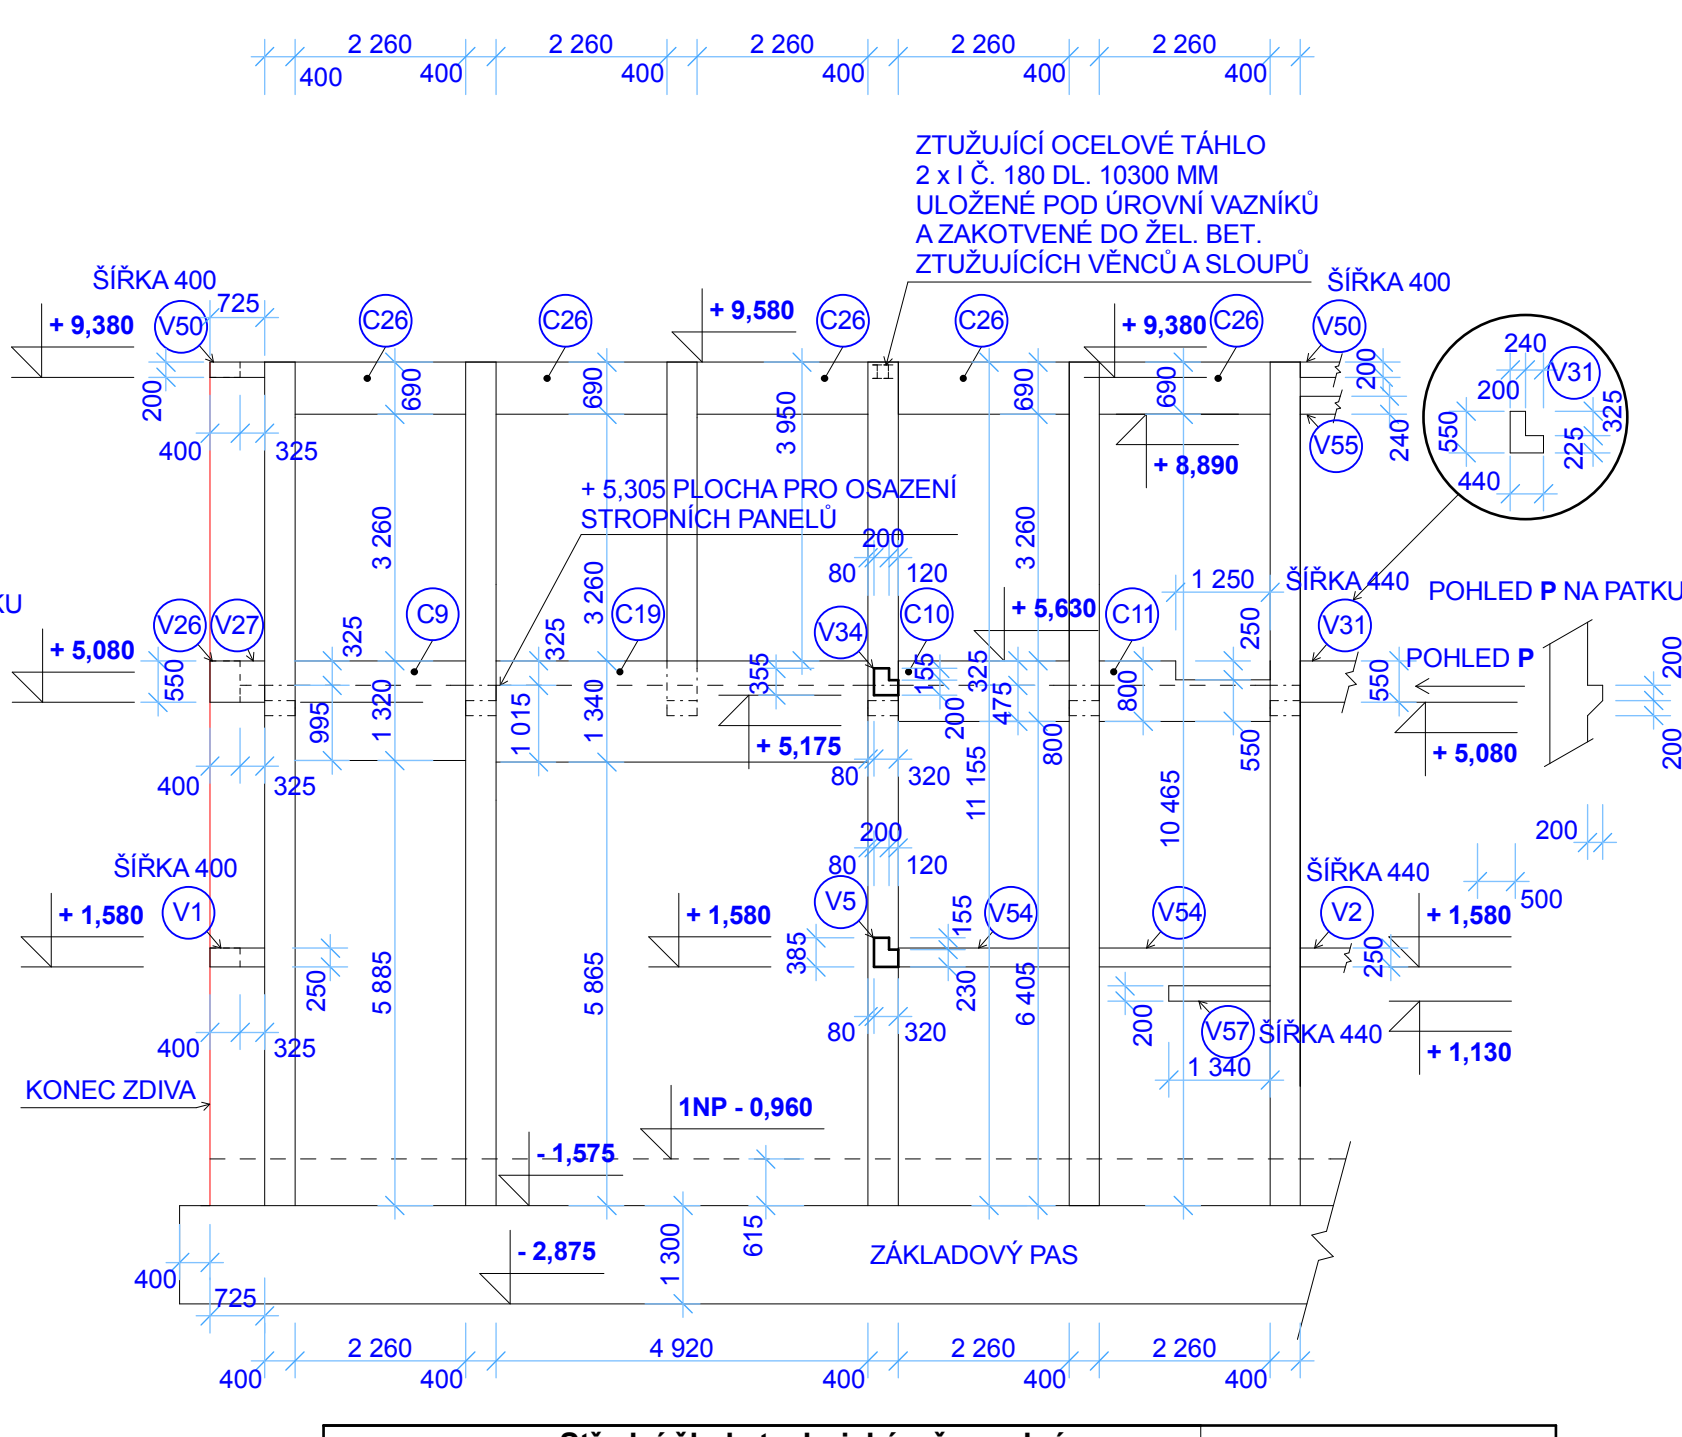 2 260 2 260 2 260 2 260 2 260
400 400 400 400 400 400
ZTUŽUJÍCÍ OCELOVÉ TÁHLO
2 x I Č. 180 DL. 10300 MM
ULOŽENÉ POD ÚROVNÍ VAZNÍKŮ
A ZAKOTVENÉ DO ŽEL. BET.
ZTUŽUJÍCÍCH VĚNCŮ A SLOUPŮ
ŠÍŘKA 400
ŠÍŘKA 400
725
+ 9,380
V50
C26
C26
+ 9,580
C26
C26
+ 9,380
C26
V50
240
V31
200
325
550
225
440
200
690
690
3 950
690
690
200
V55
240
400
325
+ 8,890
+ 5,305 PLOCHA PRO OSAZENÍ
STROPNÍCH PANELŮ
3 260
3 260
3 260
200
80
120
1 250
ŠÍŘKA 440
POHLED P NA PATKU
KU
V26
V27
325
C9
325
C19
V34
C10
+ 5,630
C11
250
V31
+ 5,080
550
POHLED P
200
355
155
325
800
550
995
1 320
1 015
1 340
200
475
+ 5,175
800
550
+ 5,080
200
400
325
80
320
11 155
10 465
200
80
120
200
500
ŠÍŘKA 400
ŠÍŘKA 440
+ 1,580
V1
+ 1,580
V5
V54
V54
V2
+ 1,580
155
385
250
250
5 885
5 865
230
6 405
200
V57
ŠÍŘKA 440
+ 1,130
400
325
80
320
1 340
KONEC ZDIVA
1NP - 0,960
- 1,575
615
1 300
- 2,875
ZÁKLADOVÝ PAS
400
725
2 260 4 920 2 260 2 260
400 400 400 400 400